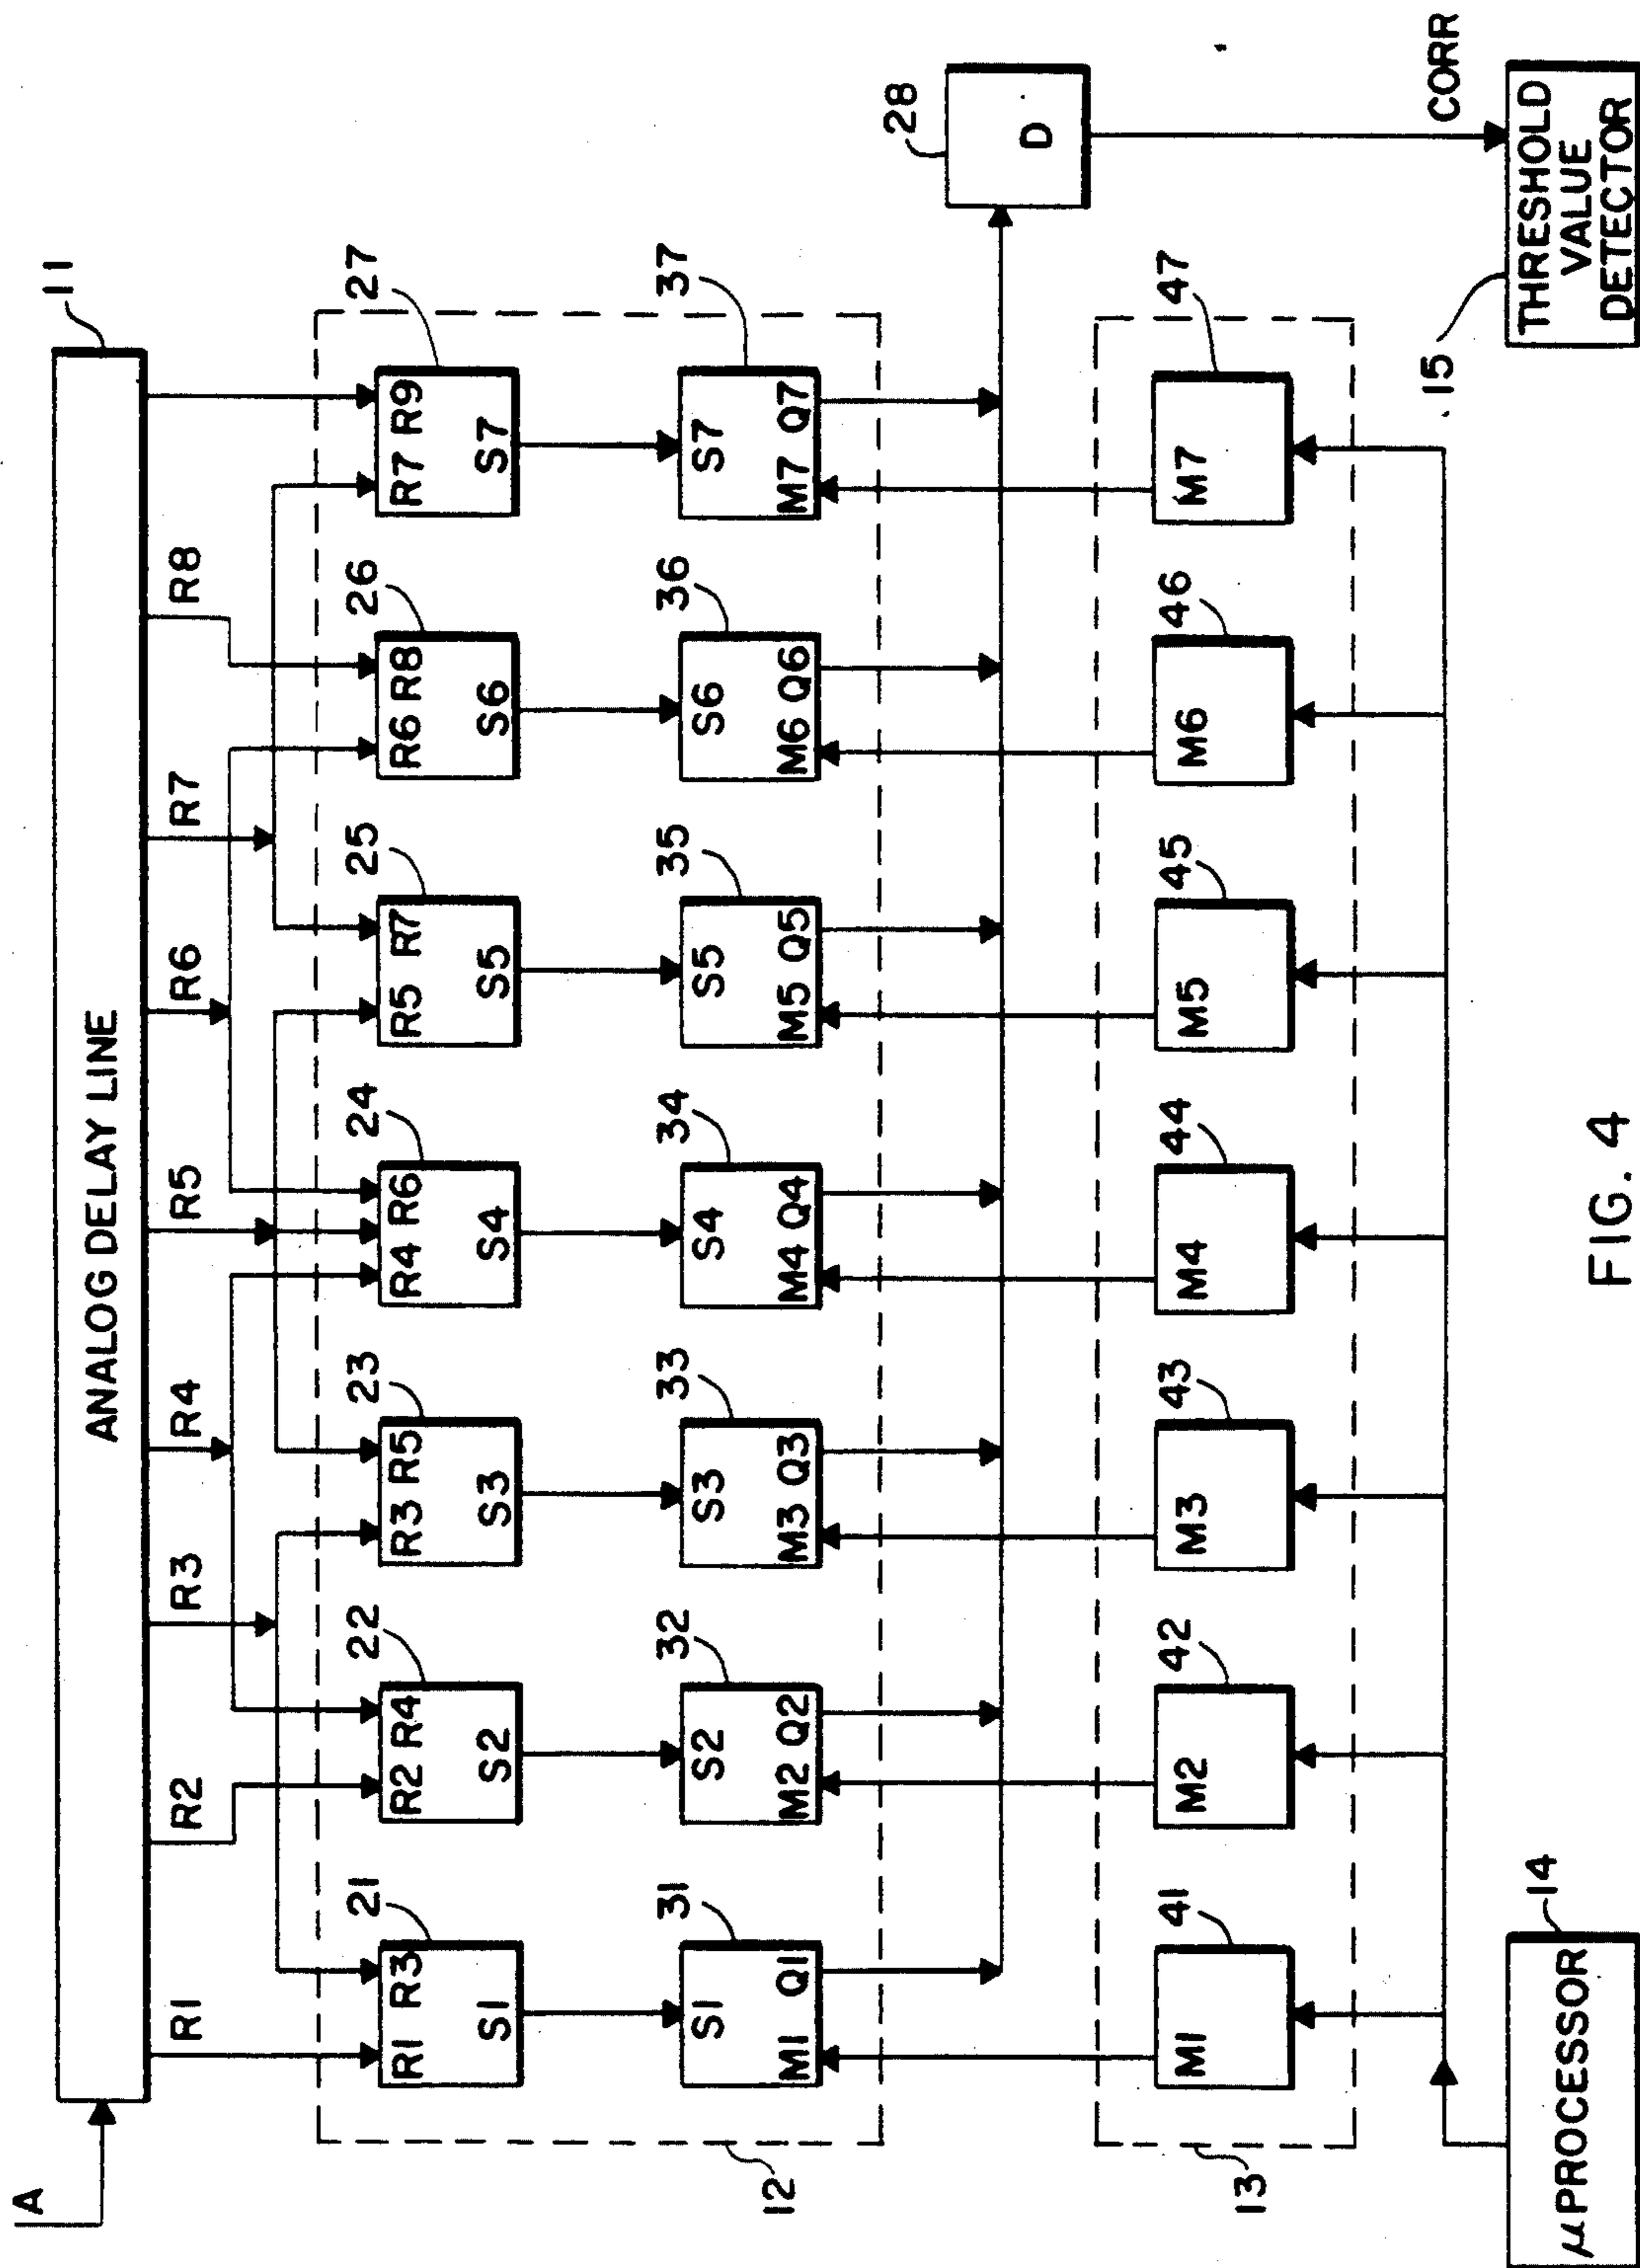 A
ANALOG DELAY LINE
11
R1 R2 R3 R4 R5 R6 R7 R8
21 22 23 24 25 26 27
R1 R3 R2 R4 R3 R5 R4 R6 R5 R7 R6 R8 R7 R9
S1 S2 S3 S4 S5 S6 S7
31 32 33 34 35 36 37
S1 S2 S3 S4 S5 S6 S7
M1 Q1 M2 Q2 M3 Q3 M4 Q4 M5 Q5 M6 Q6 M7 Q7
12
28
D
41 42 43 44 45 46 47
M1 M2 M3 M4 M5 M6 M7
13
CORR
14
μPROCESSOR
15
THRESHOLD
VALUE
DETECTOR
FIG. 4